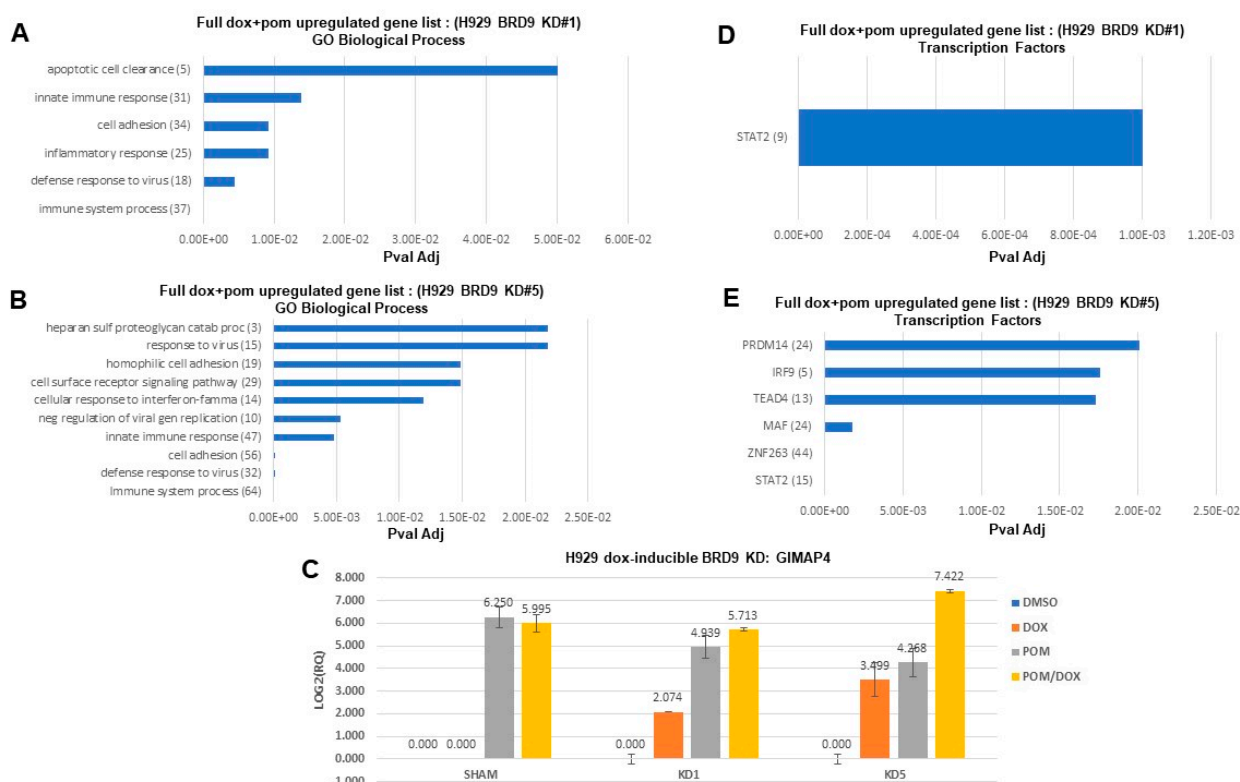 A
Full dox+pom upregulated gene list : (H929 BRD9 KD#1)
GO Biological Process
apoptotic cell clearance (5)
innate immune response (31)
cell adhesion (34)
inflammatory response (25)
defense response to virus (18)
immune system process (37)
0.00E+00 1.00E-02 2.00E-02 3.00E-02 4.00E-02 5.00E-02 6.00E-02
Pval Adj
D
Full dox+pom upregulated gene list : (H929 BRD9 KD#1)
Transcription Factors
STAT2 (9)
0.00E+00 2.00E-04 4.00E-04 6.00E-04 8.00E-04 1.00E-03 1.20E-03
Pval Adj
B
Full dox+pom upregulated gene list : (H929 BRD9 KD#5)
GO Biological Process
heparan sulf proteoglycan catab proc (3)
response to virus (15)
homophilic cell adhesion (19)
cell surface receptor signaling pathway (29)
cellular response to interferon-famma (14)
neg regulation of viral gen replication (10)
innate immune response (47)
cell adhesion (56)
defense response to virus (32)
Immune system process (64)
0.00E+00 5.00E-03 1.00E-02 1.50E-02 2.00E-02 2.50E-02
Pval Adj
E
Full dox+pom upregulated gene list : (H929 BRD9 KD#5)
Transcription Factors
PRDM14 (24)
IRF9 (5)
TEAD4 (13)
MAF (24)
ZNF263 (44)
STAT2 (15)
0.00E+00 5.00E-03 1.00E-02 1.50E-02 2.00E-02 2.50E-02
Pval Adj
C
H929 dox-inducible BRD9 KD: GIMAP4
LOG2(RQ)
8.000
7.000
6.000
5.000
4.000
3.000
2.000
1.000
0.000
1.000
0.000 0.000 6.250 5.995
0.000 2.074 4.939 5.713
0.000 3.499 4.268 7.422
SHAM KD1 KD5
DMSO
DOX
POM
POM/DOX